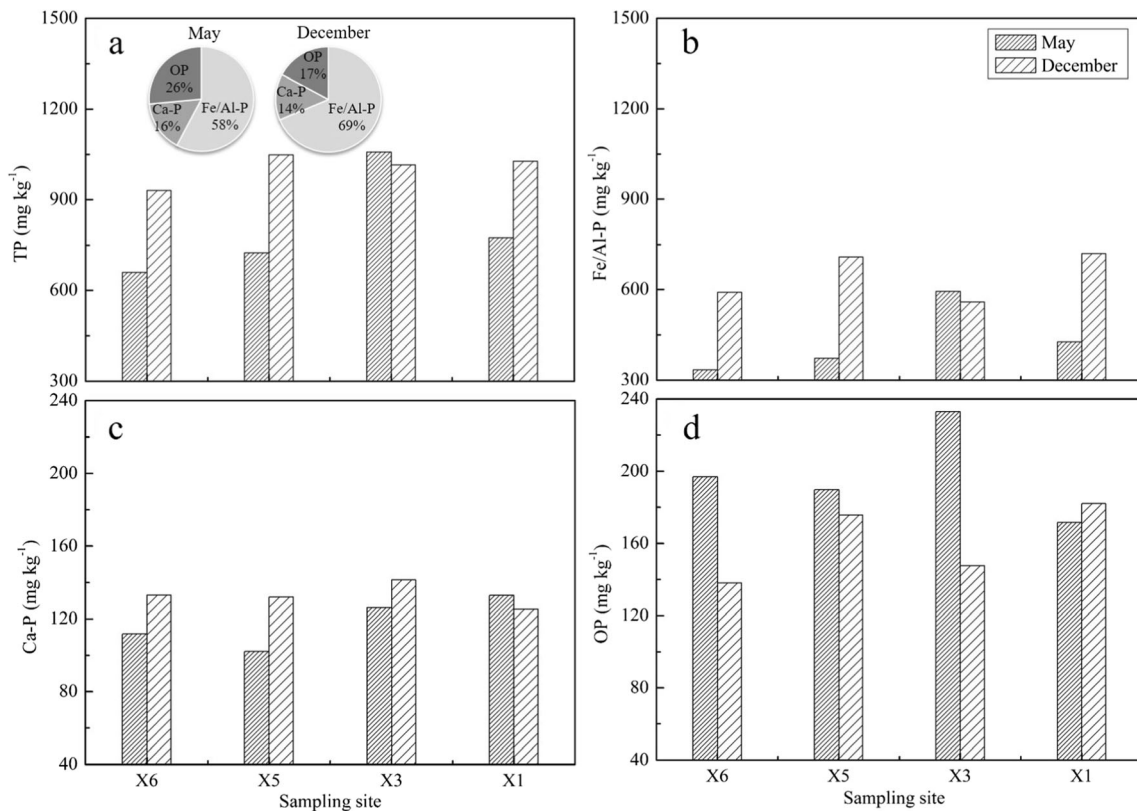 a
May
December
OP
26%
Ca-P
16%
Fe/Al-P
58%
OP
17%
Ca-P
14%
Fe/Al-P
69%
1500
1200
900
600
300
TP (mg kg⁻¹)
b
May
December
1500
1200
900
600
300
Fe/Al-P (mg kg⁻¹)
c
240
200
160
120
80
40
Ca-P (mg kg⁻¹)
X6 X5 X3 X1
Sampling site
d
240
200
160
120
80
40
OP (mg kg⁻¹)
X6 X5 X3 X1
Sampling site